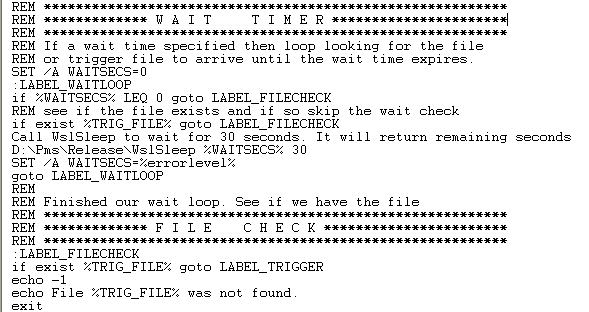 REM ******************************************************
REM ************* W A I T    T I M E R *********************
REM ******************************************************
REM If a wait time specified then loop looking for the file
REM or trigger file to arrive until the wait time expires.
SET /A WAITSECS=0
:LABEL_WAITLOOP
if %WAITSECS% LEQ 0 goto LABEL_FILECHECK
REM see if the file exists and if so skip the wait check
if exist %TRIG_FILE% goto LABEL_FILECHECK
Call WslSleep to wait for 30 seconds. It will return remaining seconds
D:\Pms\Release\WslSleep %WAITSECS% 30
SET /A WAITSECS=%errorlevel%
goto LABEL_WAITLOOP
REM
REM Finished our wait loop. See if we have the file
REM ******************************************************
REM ************* F I L E   C H E C K **********************
REM ******************************************************
:LABEL_FILECHECK
if exist %TRIG_FILE% goto LABEL_TRIGGER
echo -1
echo File %TRIG_FILE% was not found.
exit